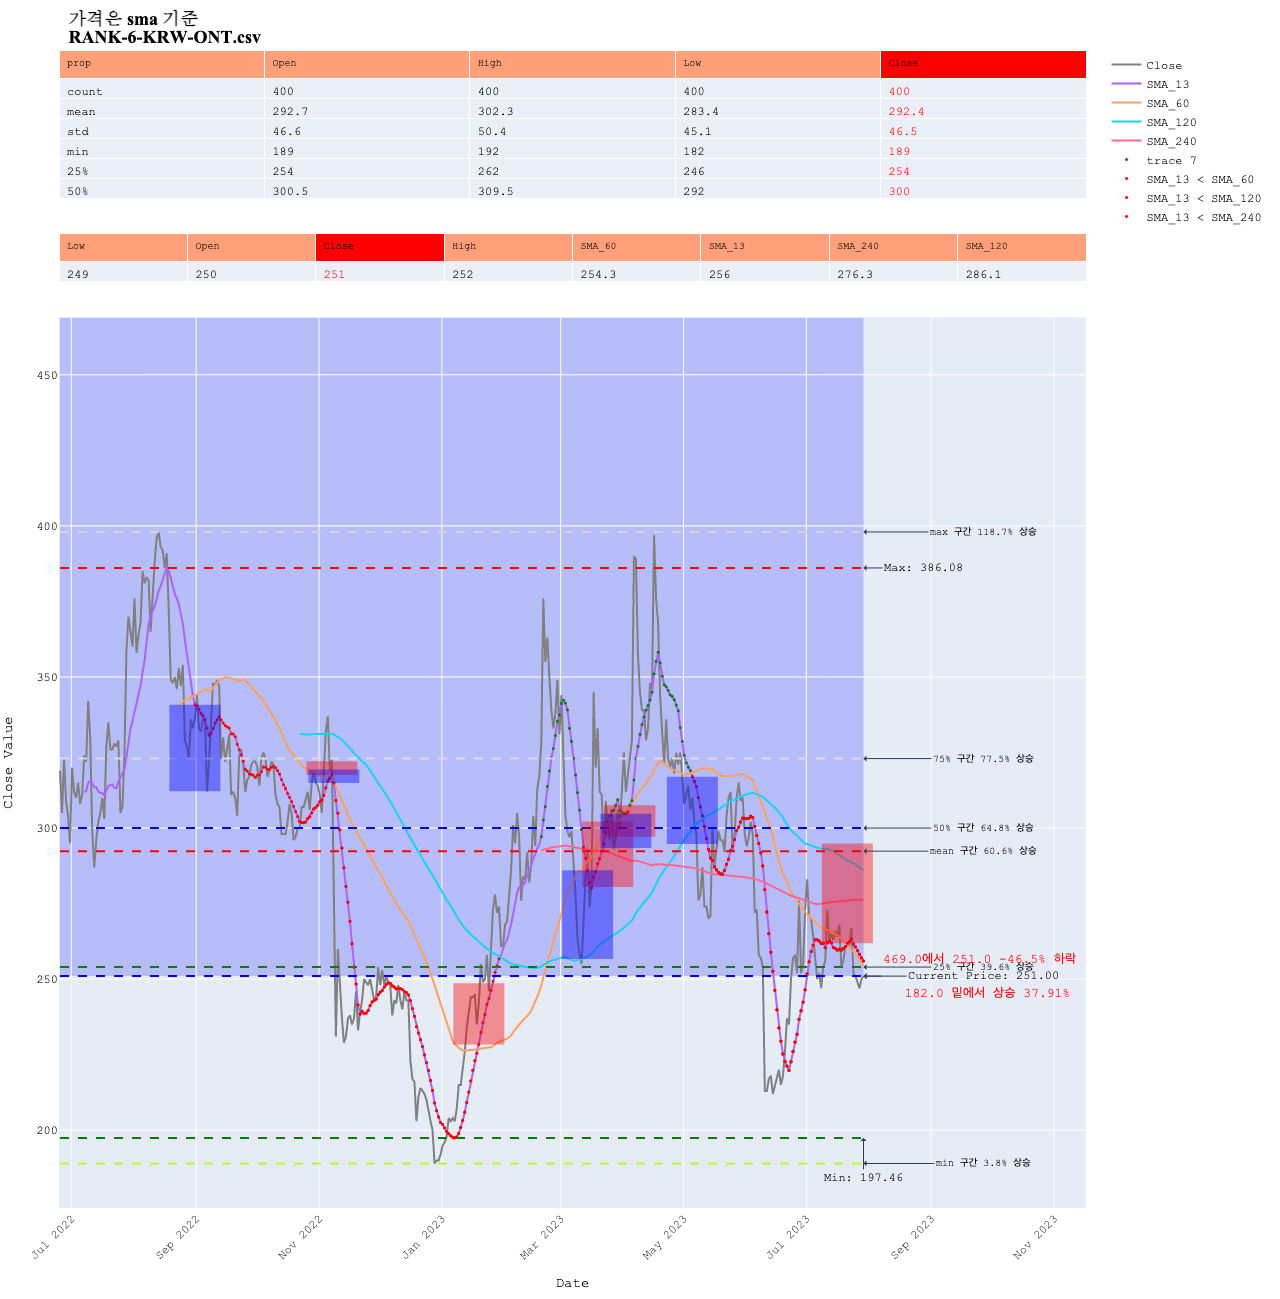 가격은 sma 기준
RANK-6-KRW-ONT.csv
prop Open High Low Close
count 400 400 400 400
mean 292.7 302.3 283.4 292.4
std 46.6 50.4 45.1 46.5
min 189 192 182 189
25% 254 262 246 254
50% 300.5 309.5 292 300
Close
SMA_13
SMA_60
SMA_120
SMA_240
trace 7
SMA_13 < SMA_60
SMA_13 < SMA_120
SMA_13 < SMA_240
Low Open Close High SMA_60 SMA_13 SMA_240 SMA_120
249 250 251 252 254.3 256 276.3 286.1
Close Value
450
400
350
300
250
200
max 구간 118.7% 상승
Max: 386.08
75% 구간 77.5% 상승
50% 구간 64.8% 상승
mean 구간 60.6% 상승
469.0에서 251.0 -46.5% 하락
25% 구간 39.6% 상승
Current Price: 251.00
182.0 밑에서 상승 37.91%
min 구간 3.8% 상승
Min: 197.46
Jul 2022
Sep 2022
Nov 2022
Jan 2023
Mar 2023
May 2023
Jul 2023
Sep 2023
Nov 2023
Date